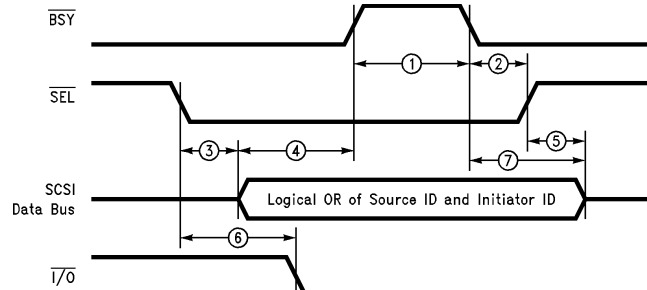 BSY
1
2
SEL
3
4
5
7
SCSI
Data Bus
Logical OR of Source ID and Initiator ID
6
I/O